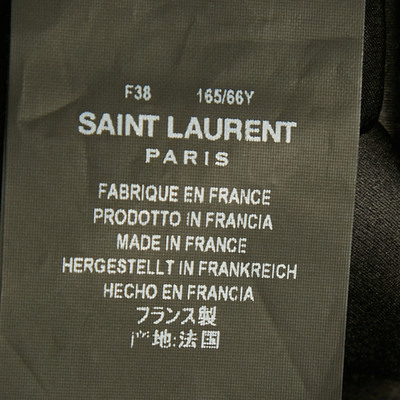 F38 165/66Y
SAINT LAURENT
PARIS
FABRIQUE EN FRANCE
PRODOTTO IN FRANCIA
MADE IN FRANCE
HERGESTELLT IN FRANKREICH
HECHO EN FRANCIA
フランス製
产地:法国